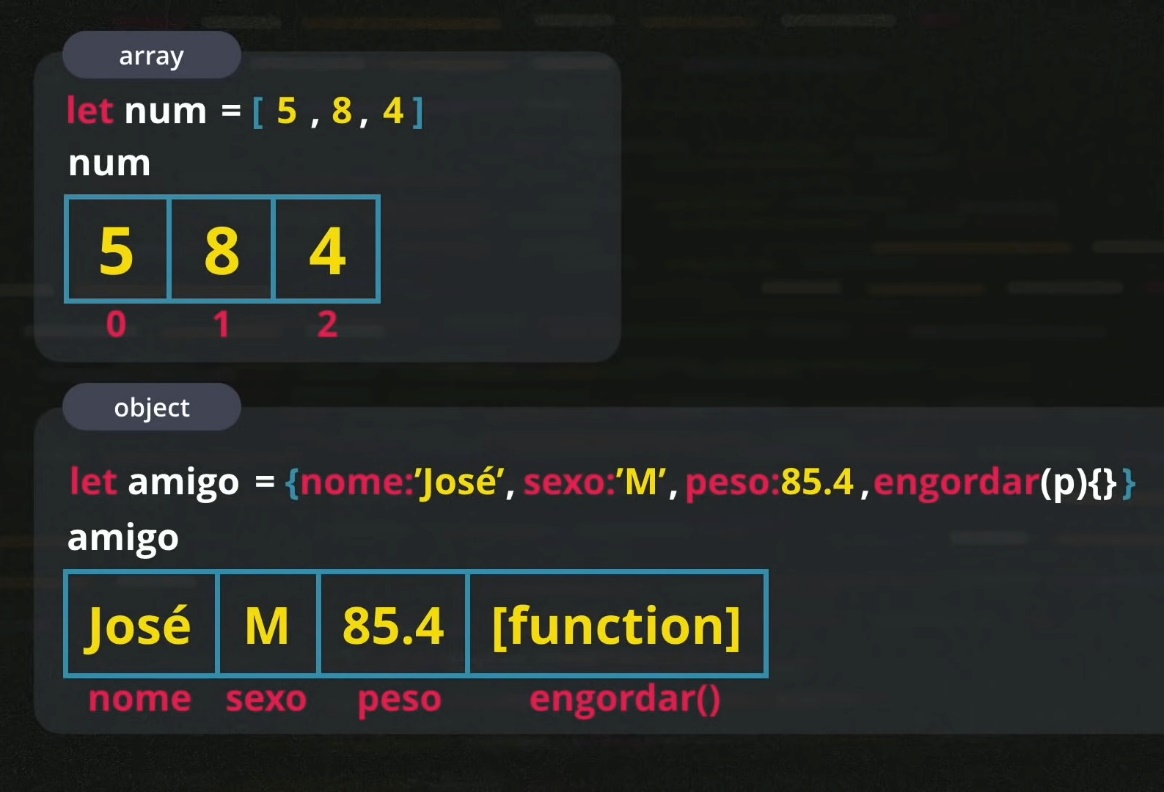 array
let num = [ 5 , 8, 4 ]
num
5 8 4
0 1 2
object
let amigo = {nome:’José’, sexo:’M’, peso:85.4 ,engordar(p){} }
amigo
José M 85.4 [function]
nome sexo peso engordar()